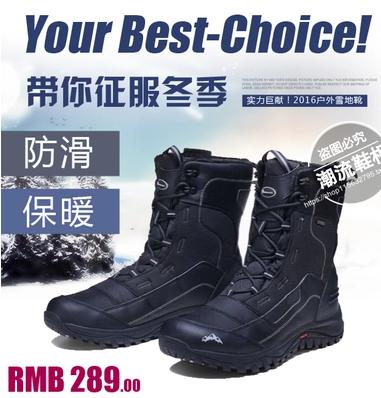 Your Best-Choice!
带你征服冬季
实力巨献！2016户外雪地靴
防滑
保暖
盗图必究
潮流鞋柜
RMB 289.00